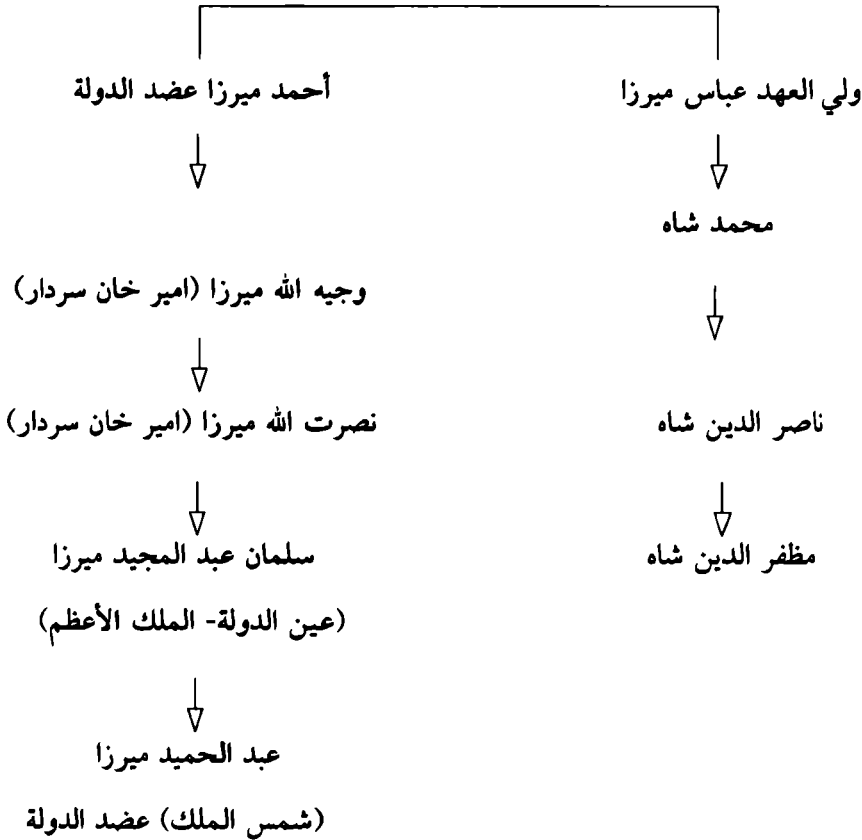 ولي العهد عباس ميرزا
محمد شاه
ناصر الدين شاه
مظفر الدين شاه
أحمد ميرزا عضد الدولة
وجيه الله ميرزا (امير خان سردار)
نصرت الله ميرزا (امير خان سردار)
سلمان عبد المجيد ميرزا
(عين الدولة- الملك الأعظم)
عبد الحميد ميرزا
(شمس الملك) عضد الدولة